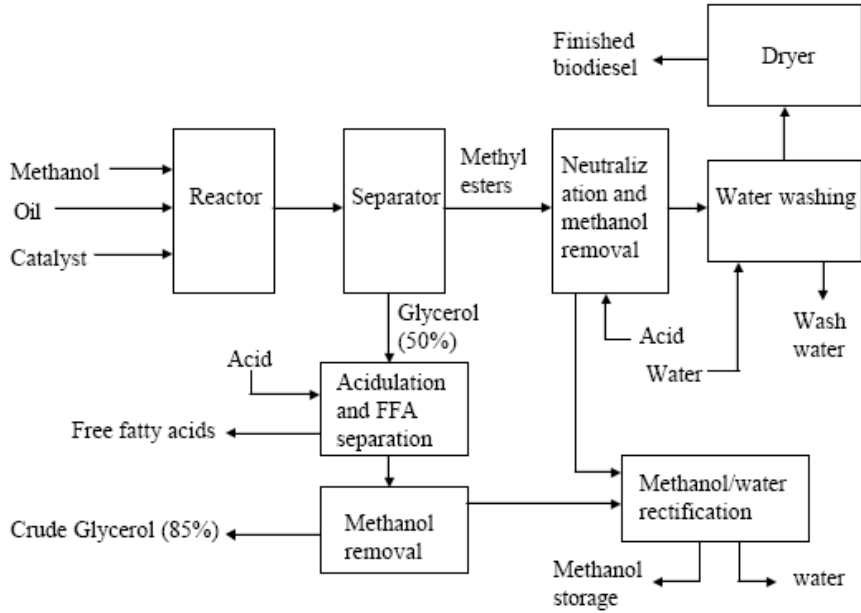 Finished
biodiesel
Dryer
Methanol
Oil
Catalyst
Reactor
Separator
Methyl
esters
Neutraliz
ation and
methanol
removal
Water washing
Glycerol
(50%)
Acid
Water
Wash
water
Acid
Acidulation
and FFA
separation
Free fatty acids
Methanol
removal
Crude Glycerol (85%)
Methanol/water
rectification
Methanol
storage
water